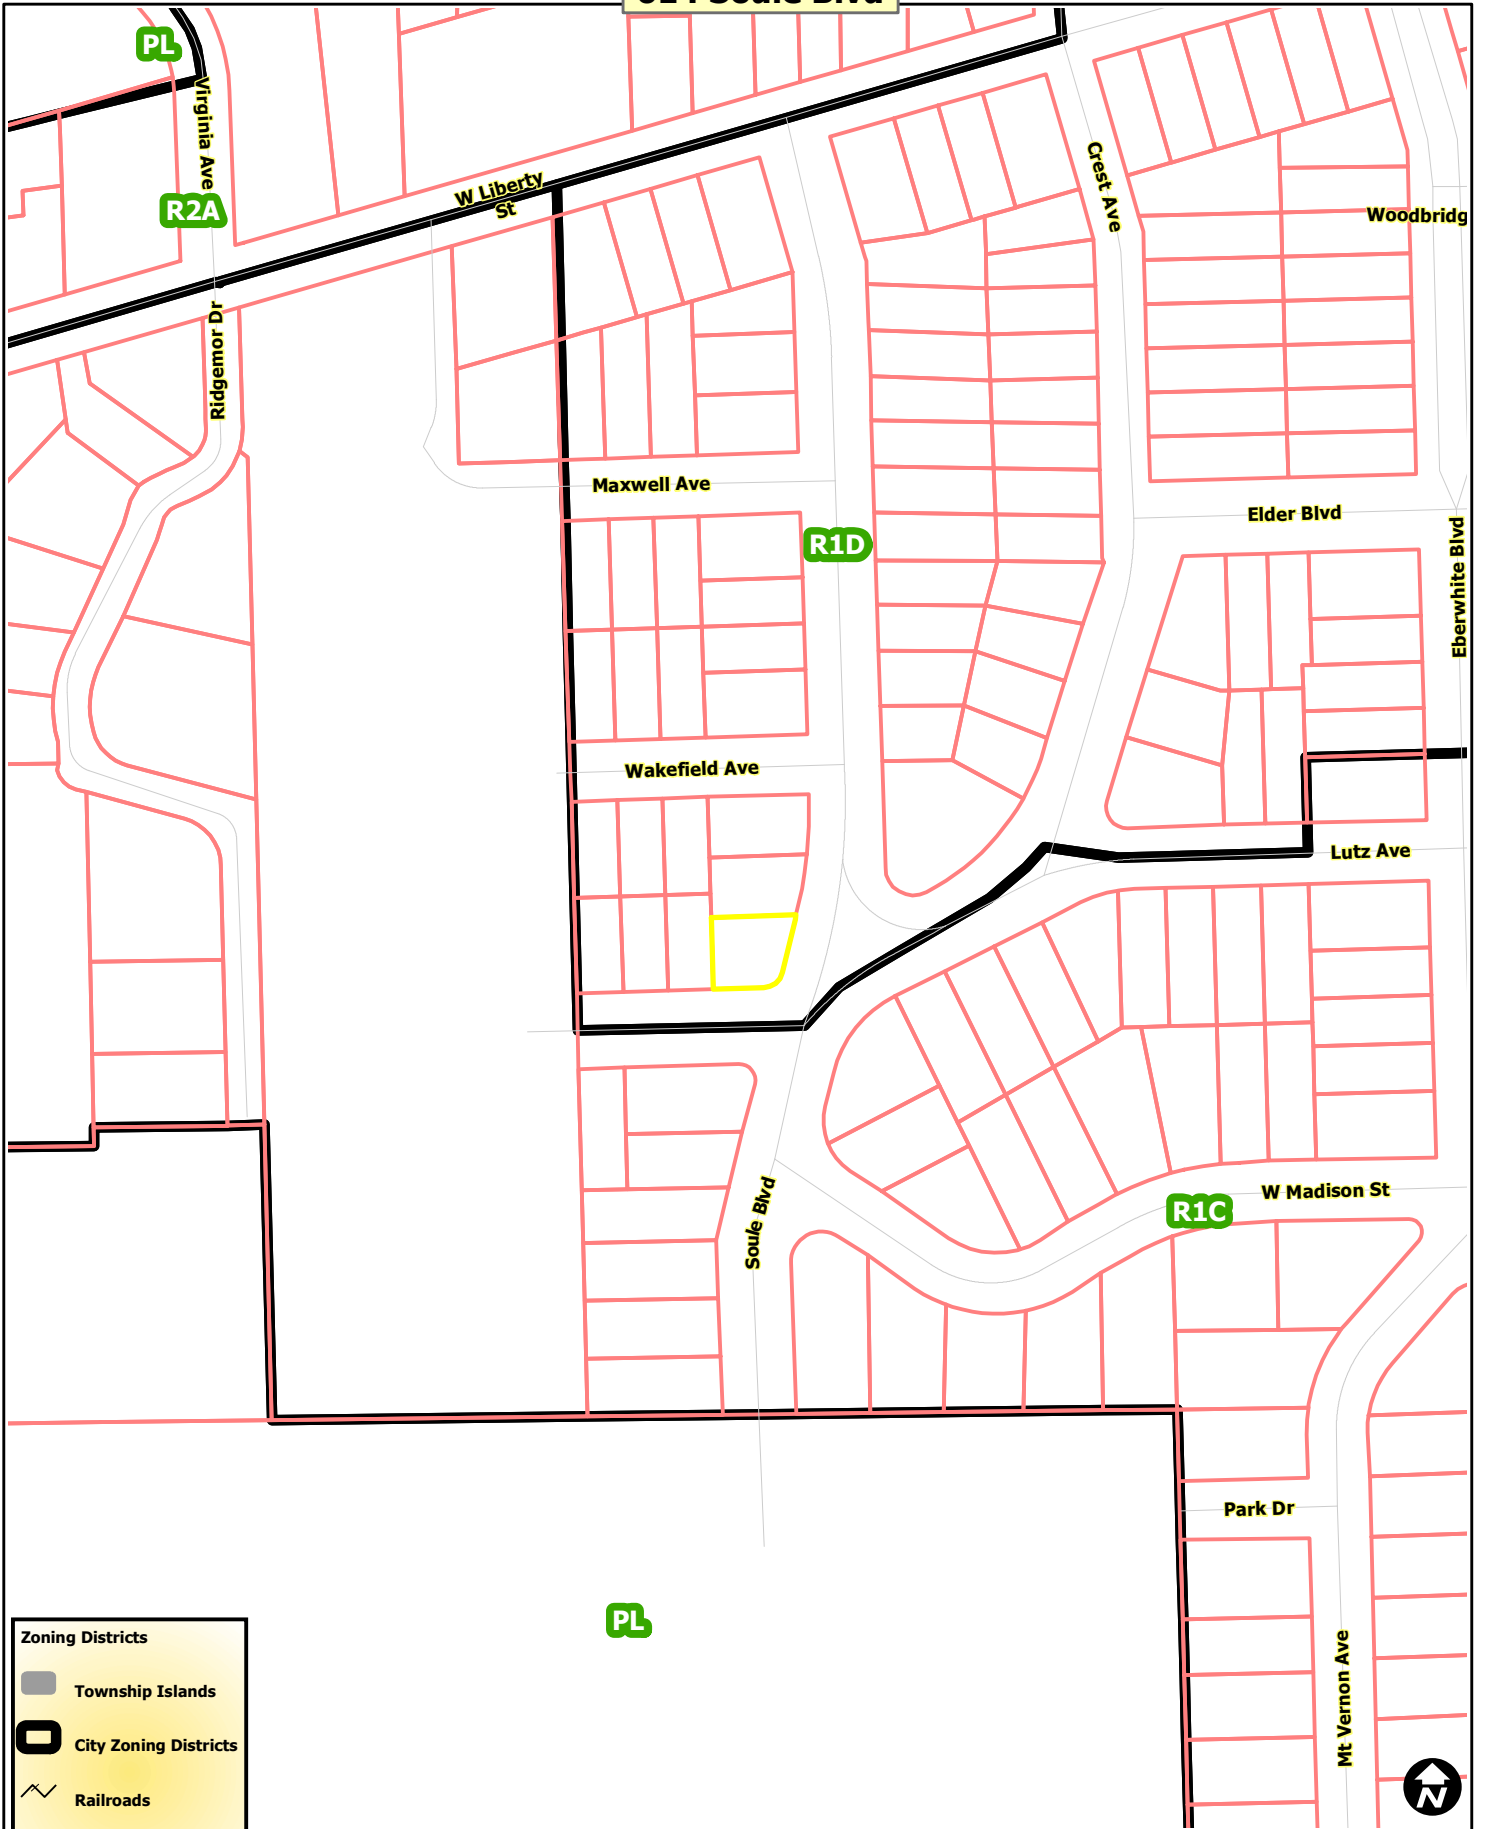 PL
Virginia Ave
W Liberty
St
R2A
Crest Ave
Woodbridg
Ridgemor Dr
Maxwell Ave
Elder Blvd
R1D
Eberwhite Blvd
Wakefield Ave
Lutz Ave
Soule Blvd
W Madison St
R1C
Park Dr
PL
Mt Vernon Ave
Zoning Districts
Township Islands
City Zoning Districts
Railroads
N